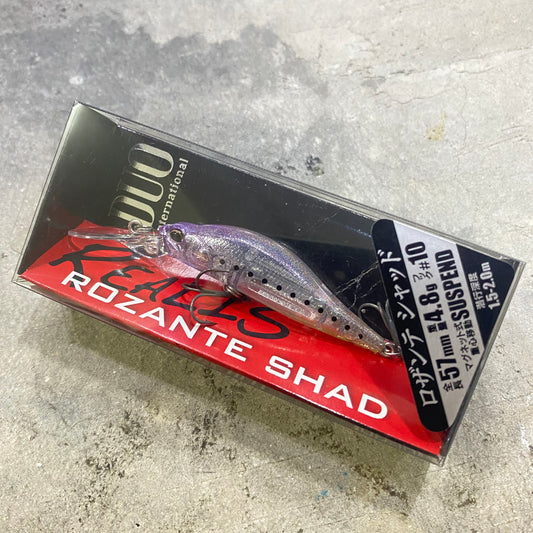 DUO
International
REALIS
ROZANTE SHAD
ロザンテ シャッド
全長57mm 重量4.8g フック#10
マグネット式重心移動 SUSPEND
潜行深度
1.5-2.0m